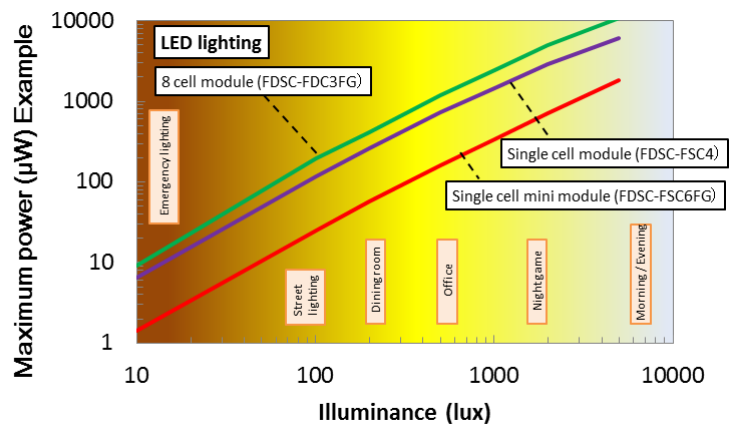 LED lighting
8 cell module (FDSC-FDC3FG）
Single cell module (FDSC-FSC4)
Single cell mini module (FDSC-FSC6FG）
Emergency lighting
Street
lighting
Dining room
Office
Night game
Morning / Evening
Maximum power (μW) Example
10000
1000
100
10
1
10
100
1000
10000
Illuminance (lux)